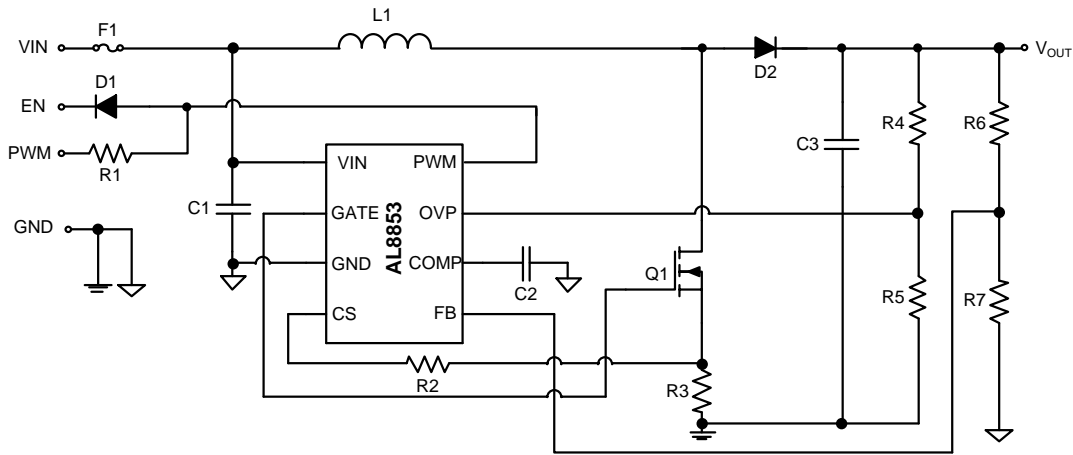 F1
L1
VIN
VOUT
D1
D2
EN
R4
R6
PWM
C3
R1
VIN
PWM
C1
GATE
OVP
GND
AL8853
GND
COMP
Q1
C2
R5
R7
CS
FB
R2
R3